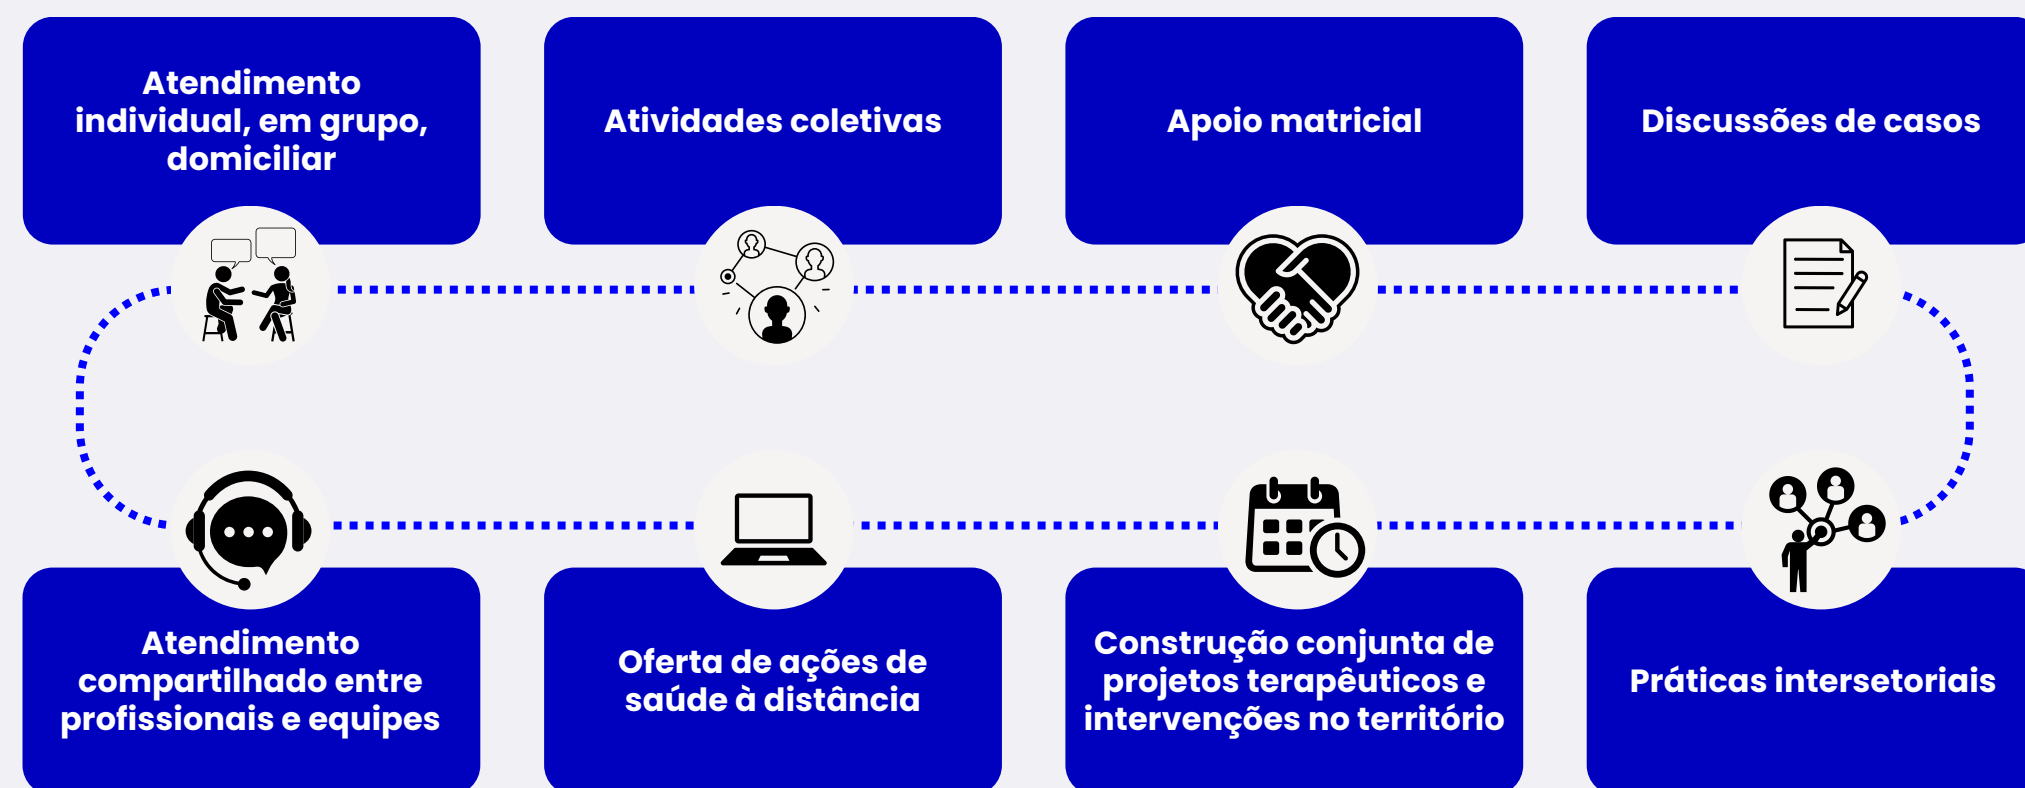 Atendimento
individual, em grupo,
domiciliar
Atividades coletivas
Apoio matricial
Discussões de casos
Atendimento
compartilhado entre
profissionais e equipes
Oferta de ações de
saúde à distância
Construção conjunta de
projetos terapêuticos e
intervenções no território
Práticas intersetoriais